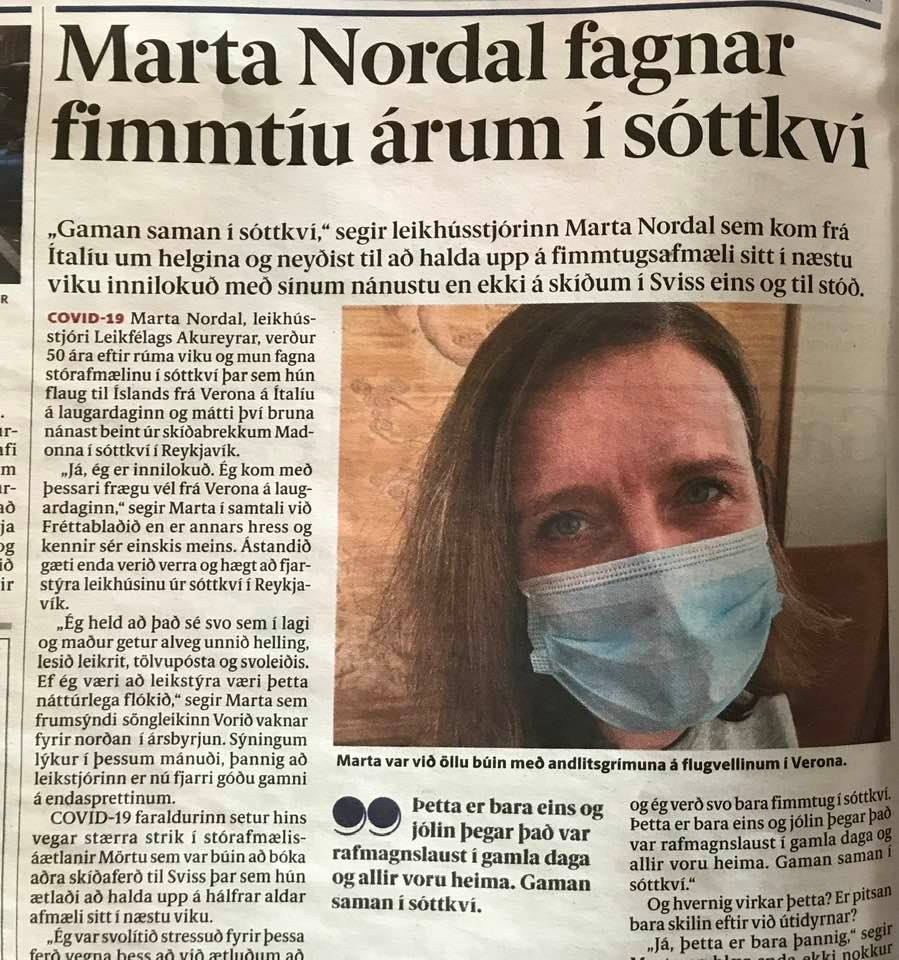 Marta Nordal fagnar
fimmtíu árum í sóttkví
„Gaman saman í sóttkví,“ segir leikhússtjórinn Marta Nordal sem kom frá
Ítalíu um helgina og neyðist til að halda upp á fimmtugsafmæli sitt í næstu
viku innilokuð með sínum nánustu en ekki á skíðum í Sviss eins og til stóð.
COVID-19 Marta Nordal, leikhús-
stjóri Leikfélags Akureyrar, verður
50 ára eftir rúma viku og mun fagna
stórafmælinu í sóttkví þar sem hún
flaug til Íslands frá Verona á Ítalíu
á laugardaginn og mátti því bruna
nánast beint úr skíðabrekkum Mad-
onna í sóttkví í Reykjavík.
„Já, ég er innilokuð. Ég kom með
þessari frægu vél frá Verona á laug-
ardaginn,“ segir Marta í samtali við
Fréttablaðið en er annars hress og
kennir sér einskis meins. Ástandið
gæti enda verið verra og hægt að fjar-
stýra leikhúsinu úr sóttkví í Reykja-
vík.
„Ég held að það sé svo sem í lagi
og maður getur alveg unnið helling,
lesið leikrit, tölvupósta og svoleiðis.
Ef ég væri að leikstýra væri þetta
náttúrlega flókið,“ segir Marta sem
frumsýndi söngleikinn Vorið vaknar
fyrir norðan í ársbyrjun. Sýningum
lýkur í þessum mánuði, þannig að
leikstjórinn er nú fjarri góðu gamni
á endasprettinum.
COVID-19 faraldurinn setur hins
vegar stærra strik í stórafmælis-
áætlanir Mörtu sem var búin að bóka
aðra skíðaferð til Sviss þar sem hún
ætlaði að halda upp á hálfrar aldar
afmæli sitt í næstu viku.
„Ég var svolítið stressuð fyrir þessa
ferð vegna þess að við ætluðum að
Marta var við öllu búin með andlitsgrímuna á flugvellinum í Verona.
Þetta er bara eins og
jólin þegar það var
rafmagnslaust í gamla daga
og allir voru heima. Gaman
saman í sóttkví.
og ég verð svo bara fimmtug í sóttkví.
Þetta er bara eins og jólin þegar það
var rafmagnslaust í gamla daga og
allir voru heima. Gaman saman í
sóttkví.“
Og hvernig virkar þetta? Er pitsan
bara skilin eftir við útidyrnar?
„Já, þetta er bara þannig,“ segir